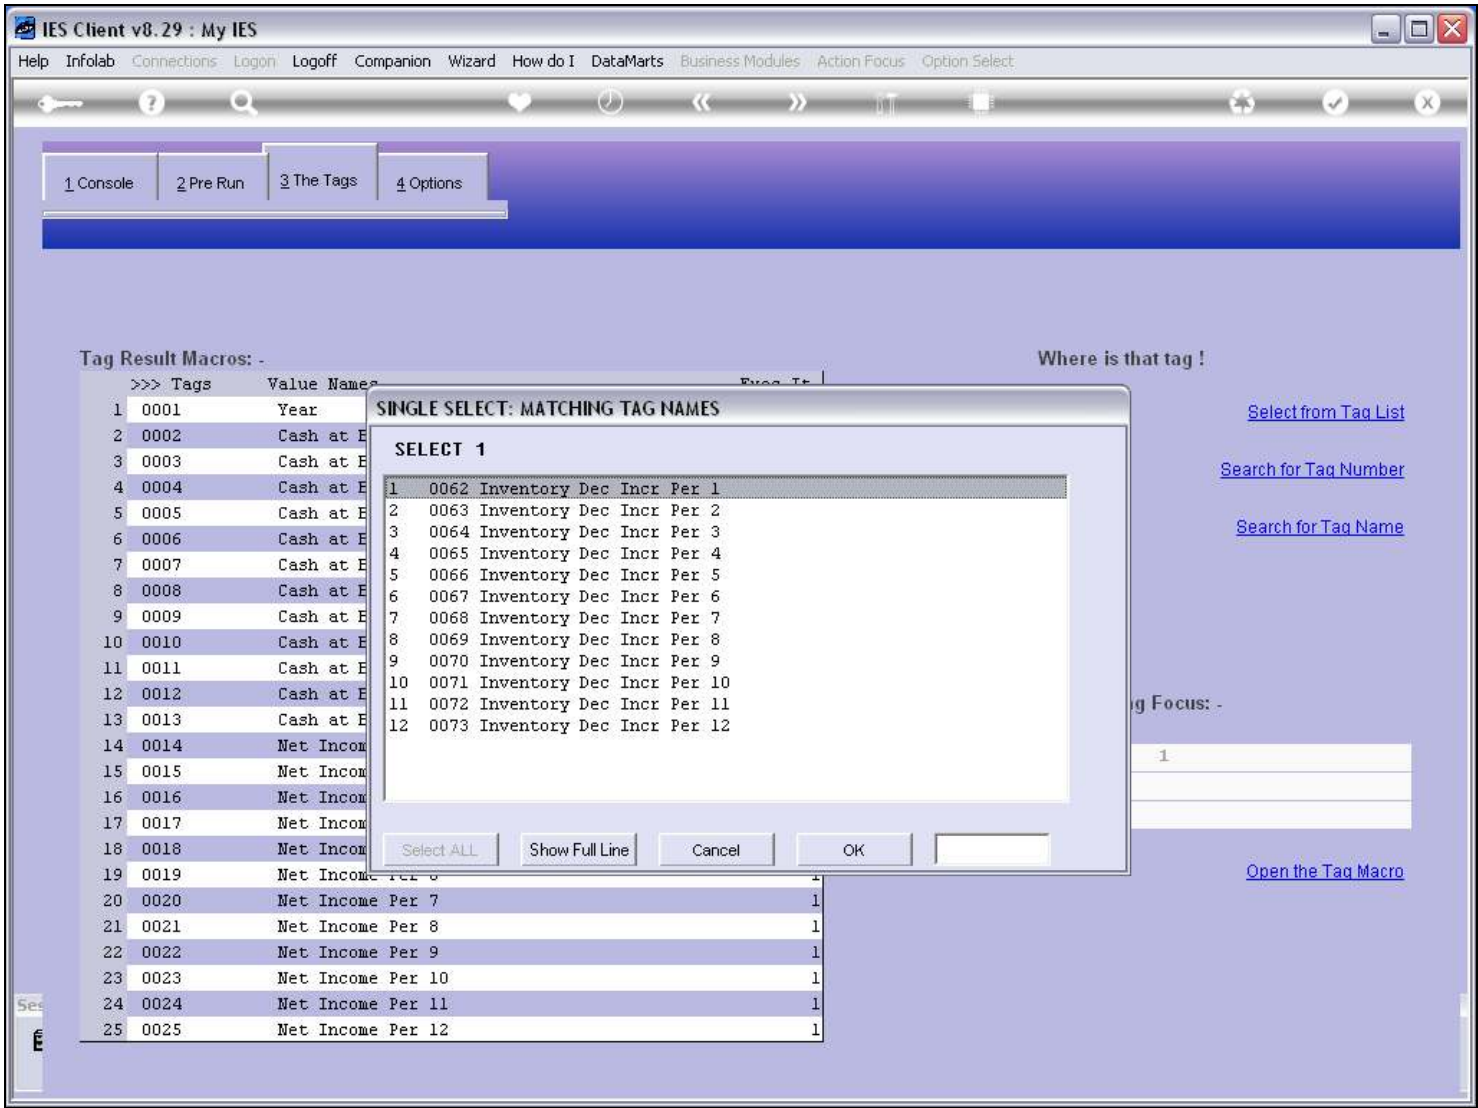 IES Client v8.29 : My IES
Help Infolab Connections Logon Logoff Companion Wizard How do I DataMarts Business Modules Action Focus Option Select
1 Console 2 Pre Run 3 The Tags 4 Options
Tag Result Macros: -
Where is that tag !
>>> Tags Value Names
1 0001 Year
2 0002 Cash at
3 0003 Cash at
4 0004 Cash at
5 0005 Cash at
6 0006 Cash at
7 0007 Cash at
8 0008 Cash at
9 0009 Cash at
10 0010 Cash at
11 0011 Cash at
12 0012 Cash at
13 0013 Cash at
14 0014 Net
15 0015 Net
16 0016 Net
17 0017 Net
18 0018 Net
19 0019 Net Income 1
20 0020 Net Income Per 7 1
21 0021 Net Income Per 8 1
22 0022 Net Income Per 9 1
23 0023 Net Income Per 10 1
24 0024 Net Income Per 11 1
25 0025 Net Income Per 12 1
SINGLE SELECT: MATCHING TAG NAMES
SELECT 1
1 0062 Inventory Dec Incr Per 1
2 0063 Inventory Dec Incr Per 2
3 0064 Inventory Dec Incr Per 3
4 0065 Inventory Dec Incr Per 4
5 0066 Inventory Dec Incr Per 5
6 0067 Inventory Dec Incr Per 6
7 0068 Inventory Dec Incr Per 7
8 0069 Inventory Dec Incr Per 8
9 0070 Inventory Dec Incr Per 9
10 0071 Inventory Dec Incr Per 10
11 0072 Inventory Dec Incr Per 11
12 0073 Inventory Dec Incr Per 12
Select ALL Show Full Line Cancel OK
Select from Tag List
Search for Tag Number
Search for Tag Name
Focus: -
1
Open the Tag Macro